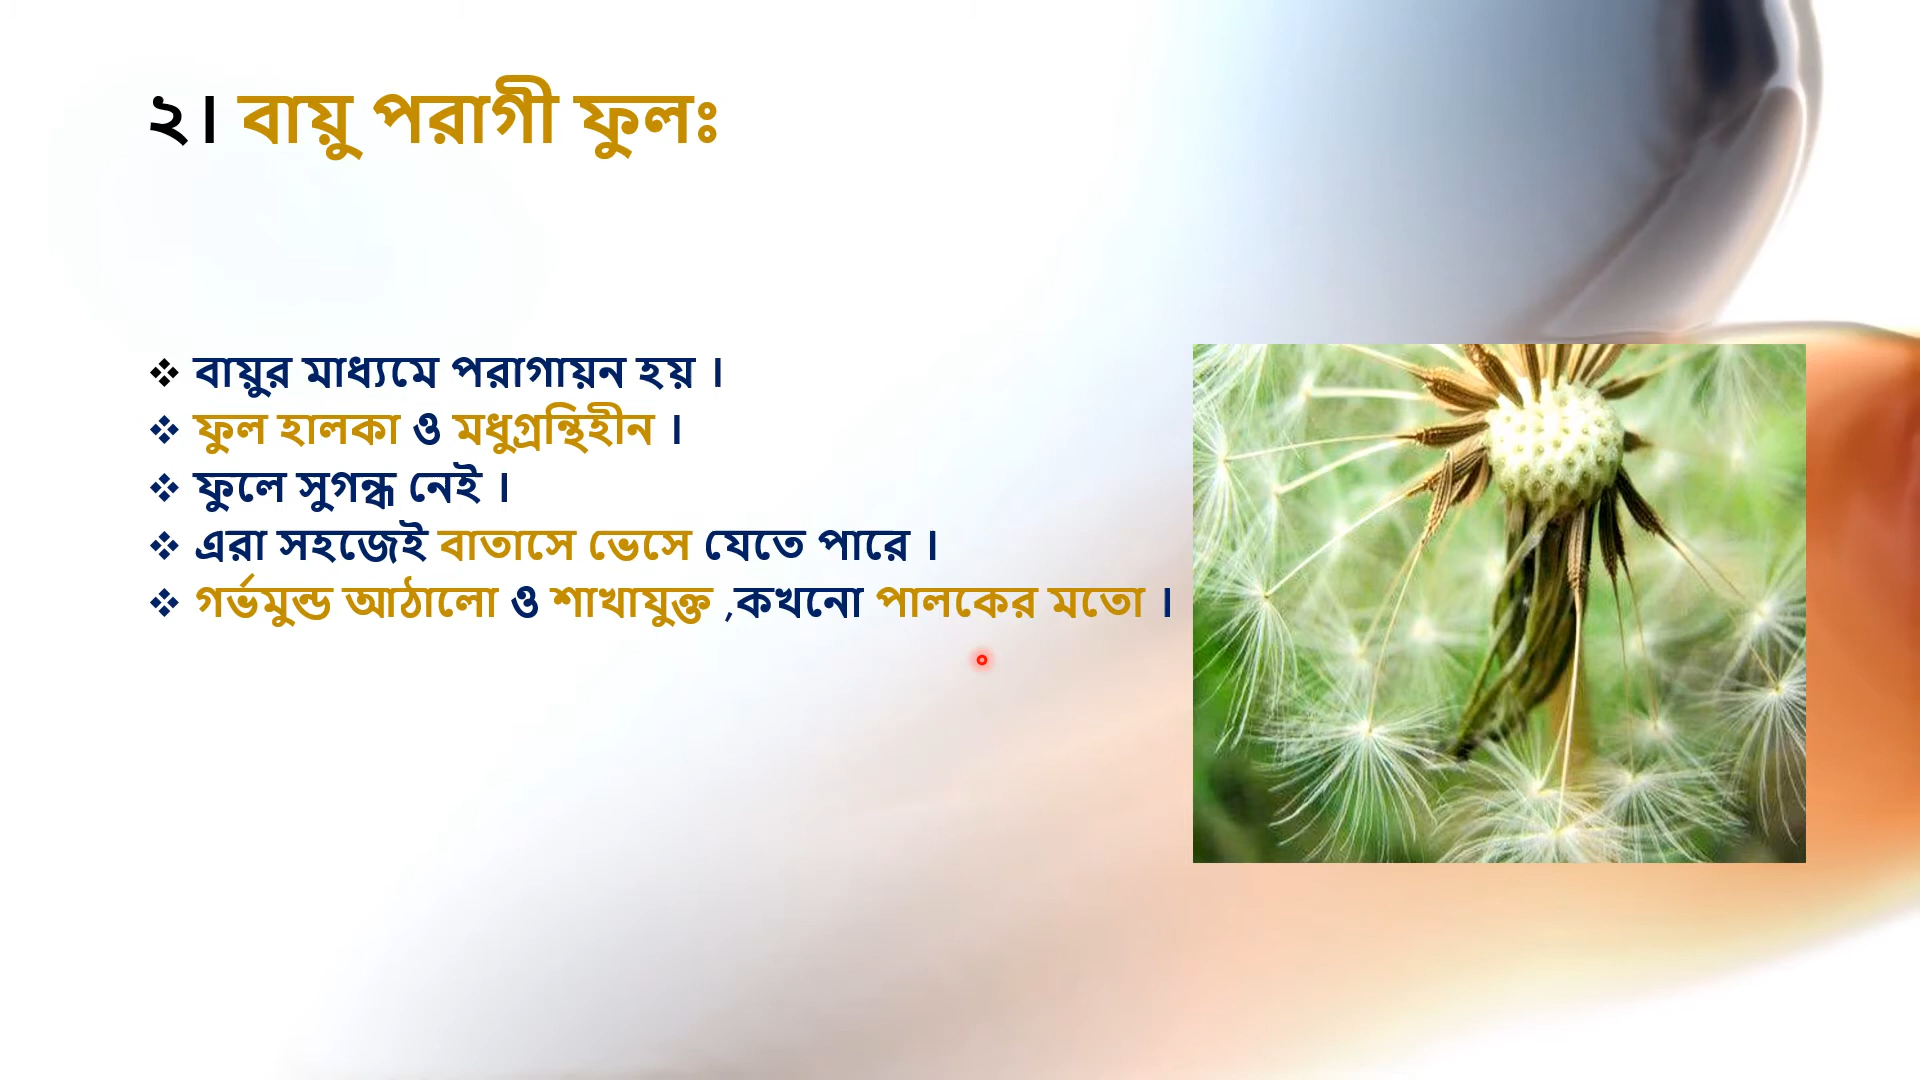 ২। বায়ু পরাগী ফুলঃ
❖ বায়ুর মাধ্যমে পরাগায়ন হয় ।
❖ ফুল হালকা ও মধুগ্রন্থিহীন ।
❖ ফুলে সুগন্ধ নেই ।
❖ এরা সহজেই বাতাসে ভেসে যেতে পারে ।
❖ গর্ভমুন্ড আঠালো ও শাখাযুক্ত ,কখনো পালকের মতো ।